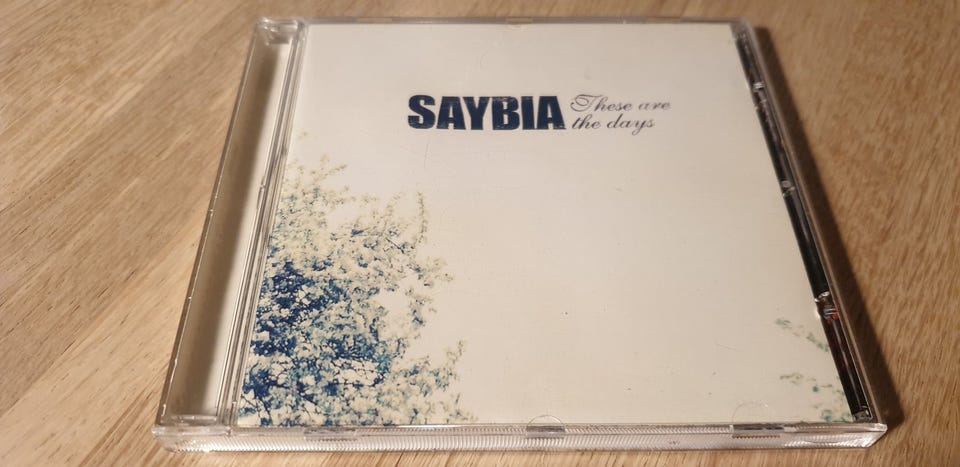 SAYBIA These are
the days